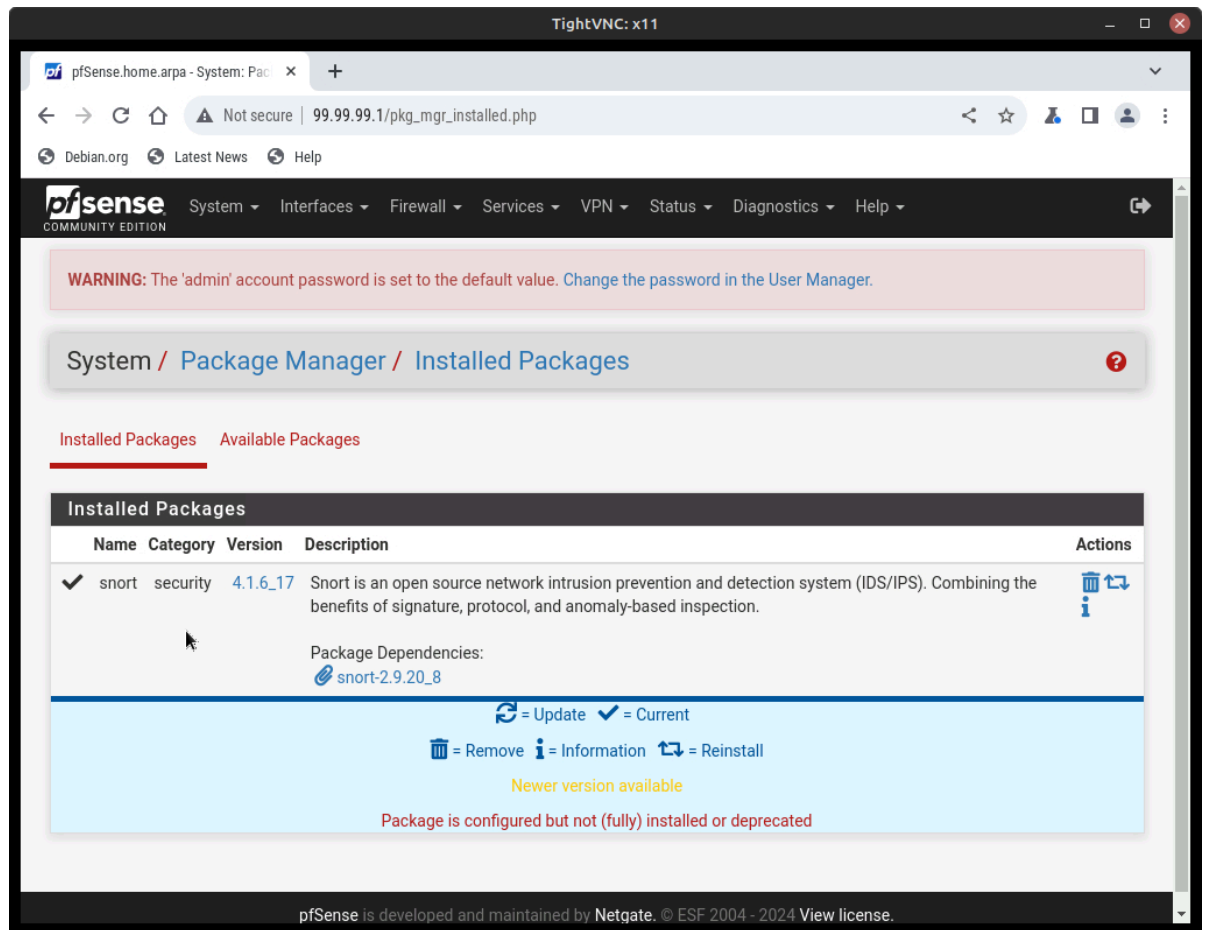 TightVNC: x11
pfSense.home.arpa - System: Pac
Not secure 99.99.99.1/pkg_mgr_installed.php
Debian.org Latest News Help
pfsense System Interfaces Firewall Services VPN Status Diagnostics Help
COMMUNITY EDITION
WARNING: The 'admin' account password is set to the default value. Change the password in the User Manager.
System / Package Manager / Installed Packages
Installed Packages Available Packages
Installed Packages
Name Category Version Description Actions
snort security 4.1.6_17 Snort is an open source network intrusion prevention and detection system (IDS/IPS). Combining the
benefits of signature, protocol, and anomaly-based inspection.
Package Dependencies:
snort-2.9.20_8
= Update = Current
= Remove = Information = Reinstall
Newer version available
Package is configured but not (fully) installed or deprecated
pfSense is developed and maintained by Netgate. © ESF 2004 - 2024 View license.